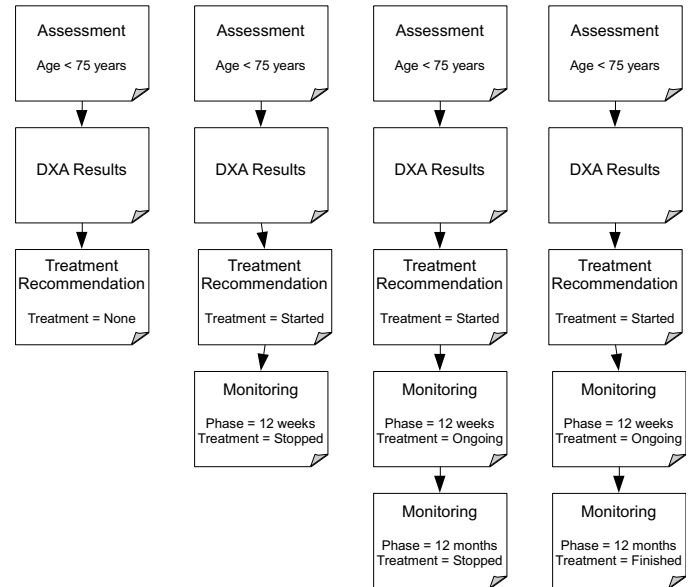 Assessment
Age < 75 years
DXA Results
Treatment
Recommendation
Treatment = None
Assessment
Age < 75 years
DXA Results
Treatment
Recommendation
Treatment = Started
Monitoring
Phase = 12 weeks
Treatment = Stopped
Assessment
Age < 75 years
DXA Results
Treatment
Recommendation
Treatment = Started
Monitoring
Phase = 12 weeks
Treatment = Ongoing
Monitoring
Phase = 12 months
Treatment = Stopped
Assessment
Age < 75 years
DXA Results
Treatment
Recommendation
Treatment = Started
Monitoring
Phase = 12 weeks
Treatment = Ongoing
Monitoring
Phase = 12 months
Treatment = Finished